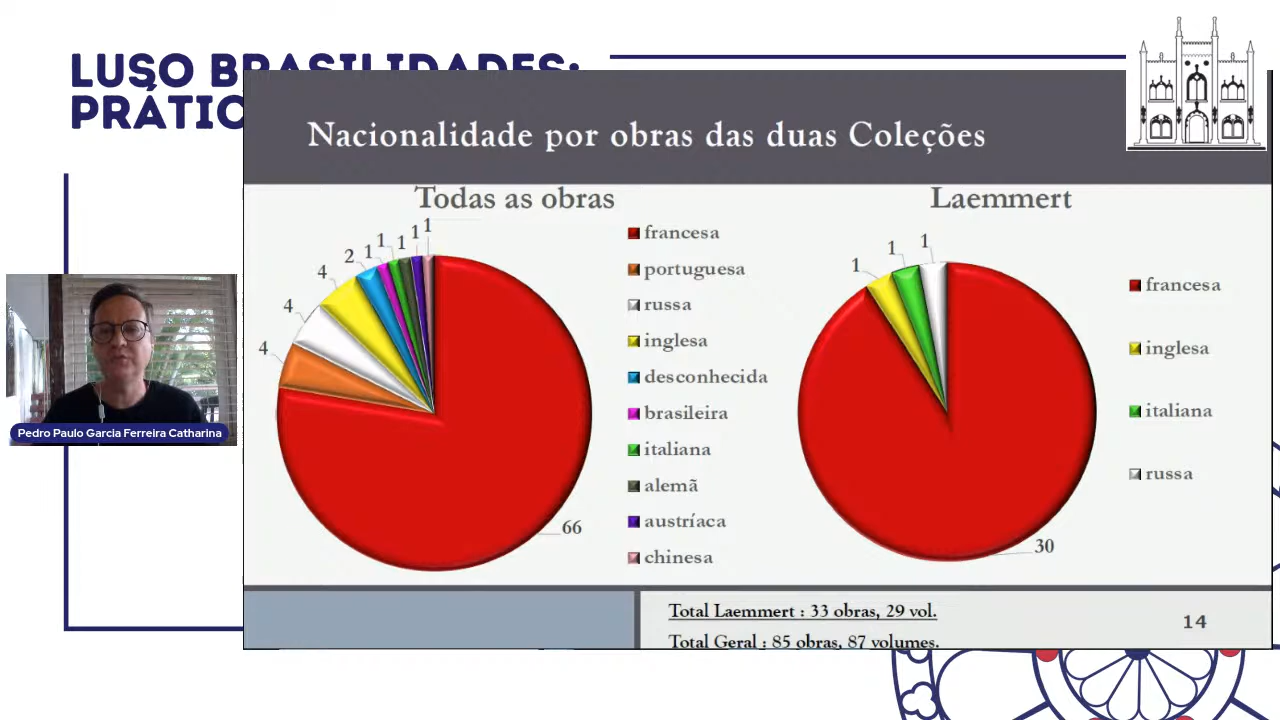 LUSO BRASILIDADES:
PRÁTIC
Nacionalidade por obras das duas Coleções
Todas as obras
4
4
4
2
1
1
1
1
1
66
francesa
portuguesa
russa
inglesa
desconhecida
brasileira
italiana
alemã
austríaca
chinesa
Laemmert
1
1
1
30
francesa
inglesa
italiana
russa
Pedro Paulo Garcia Ferreira Catharina
Total Laemmert : 33 obras, 29 vol.
Total Geral : 85 obras, 87 volumes.
14